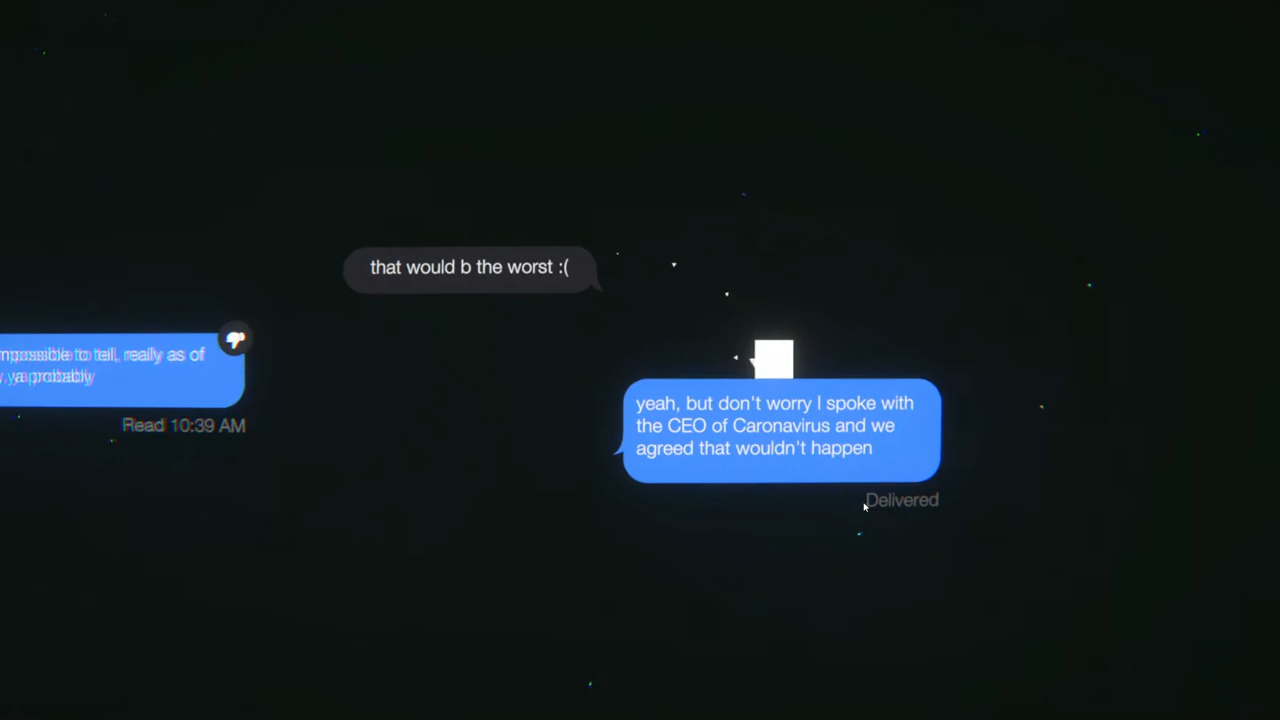 that would b the worst :(
mpossible to tell, really as of
ya probably
Read 10:39 AM
yeah, but don't worry I spoke with
the CEO of Caronavirus and we
agreed that wouldn't happen
Delivered